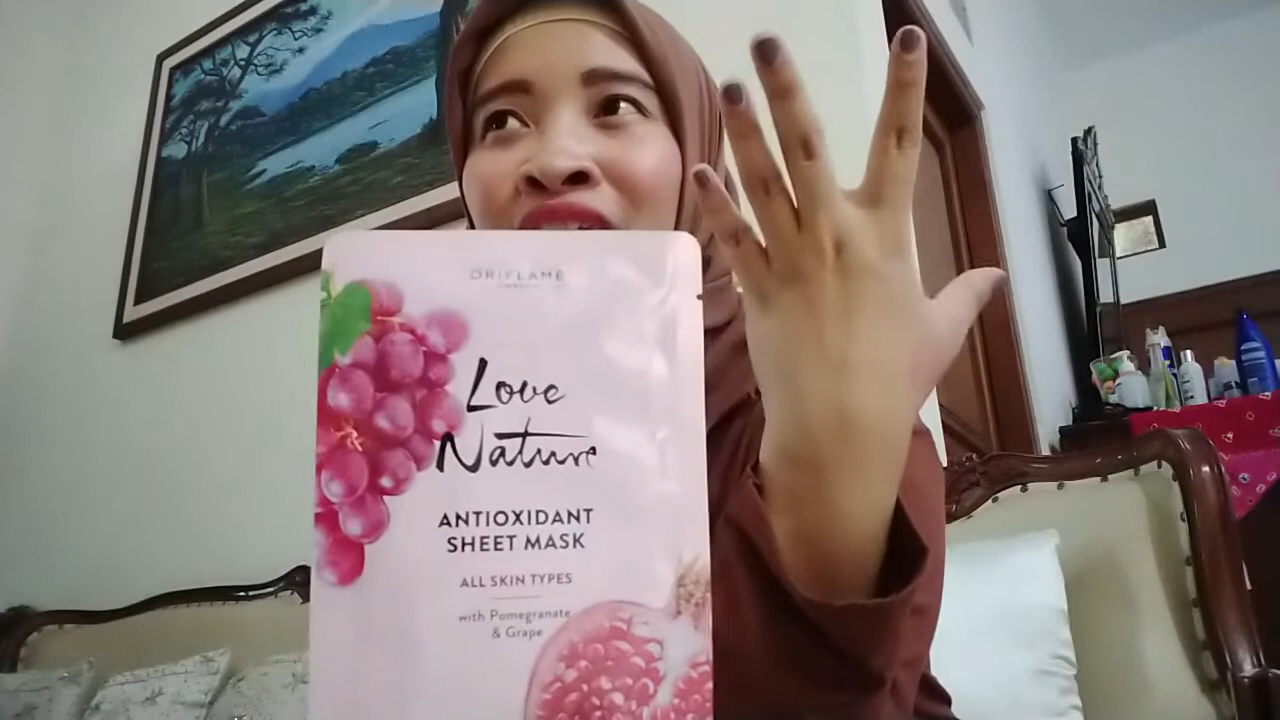 ORIFLAME
Love
Nature
ANTIOXIDANT
SHEET MASK
ALL SKIN TYPES
with Pomegranate
& Grape